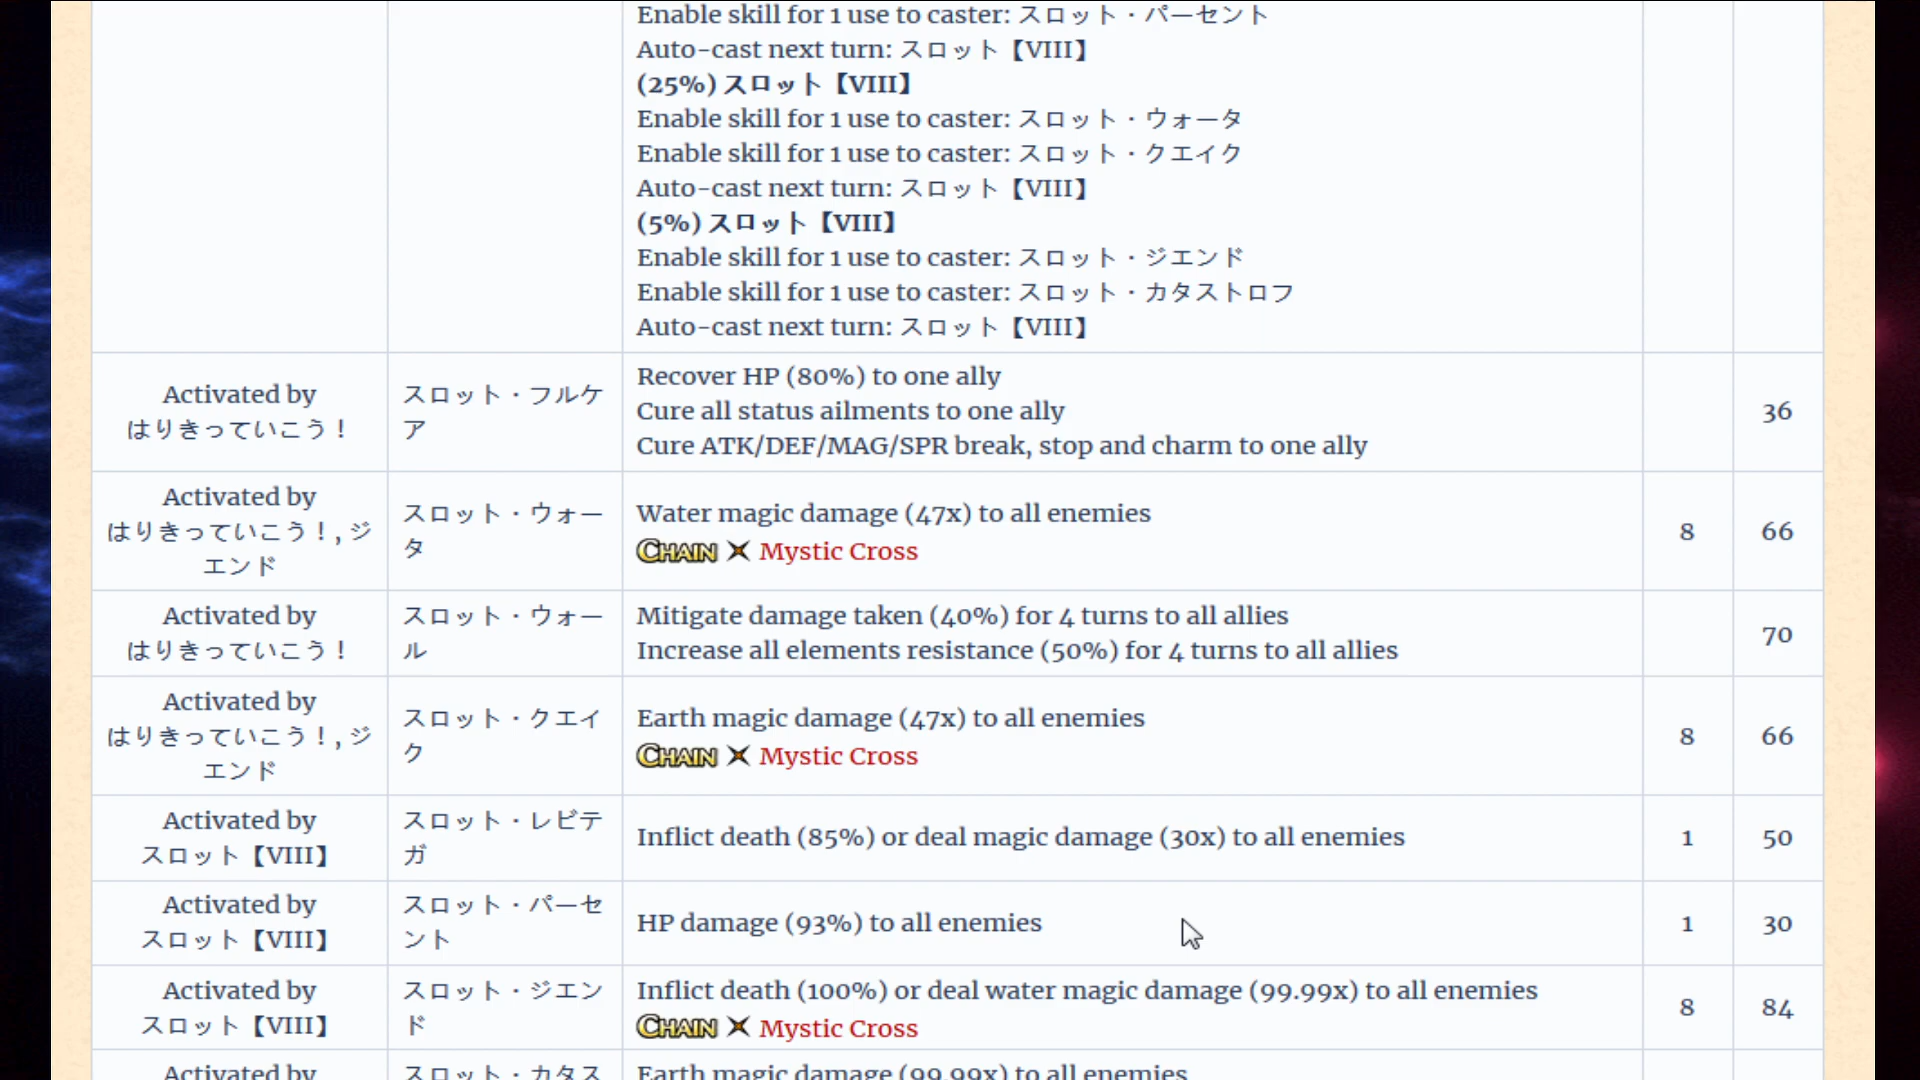 Enable skill for 1 use to caster: スロット・パーセント
Auto-cast next turn: スロット【VIII】
(25%) スロット【VIII】
Enable skill for 1 use to caster: スロット・ウォータ
Enable skill for 1 use to caster: スロット・クエイク
Auto-cast next turn: スロット【VIII】
(5%) スロット【VIII】
Enable skill for 1 use to caster: スロット・ジエンド
Enable skill for 1 use to caster: スロット・カタストロフ
Auto-cast next turn: スロット【VIII】
Activated by
はりきっていこう！
スロット・フルケ
ア
Recover HP (80%) to one ally
Cure all status ailments to one ally
Cure ATK/DEF/MAG/SPR break, stop and charm to one ally
36
Activated by
はりきっていこう！, ジ
エンド
スロット・ウォー
タ
Water magic damage (47x) to all enemies
CHAIN Mystic Cross
8
66
Activated by
はりきっていこう！
スロット・ウォー
ル
Mitigate damage taken (40%) for 4 turns to all allies
Increase all elements resistance (50%) for 4 turns to all allies
70
Activated by
はりきっていこう！, ジ
エンド
スロット・クエイ
ク
Earth magic damage (47x) to all enemies
CHAIN Mystic Cross
8
66
Activated by
スロット【VIII】
スロット・レビテ
ガ
Inflict death (85%) or deal magic damage (30x) to all enemies
1
50
Activated by
スロット【VIII】
スロット・パーセ
ント
HP damage (93%) to all enemies
1
30
Activated by
スロット【VIII】
スロット・ジエン
ド
Inflict death (100%) or deal water magic damage (99.99x) to all enemies
CHAIN Mystic Cross
8
84
Activated by
スロット・カタス
Earth magic damage (99.99x) to all enemies